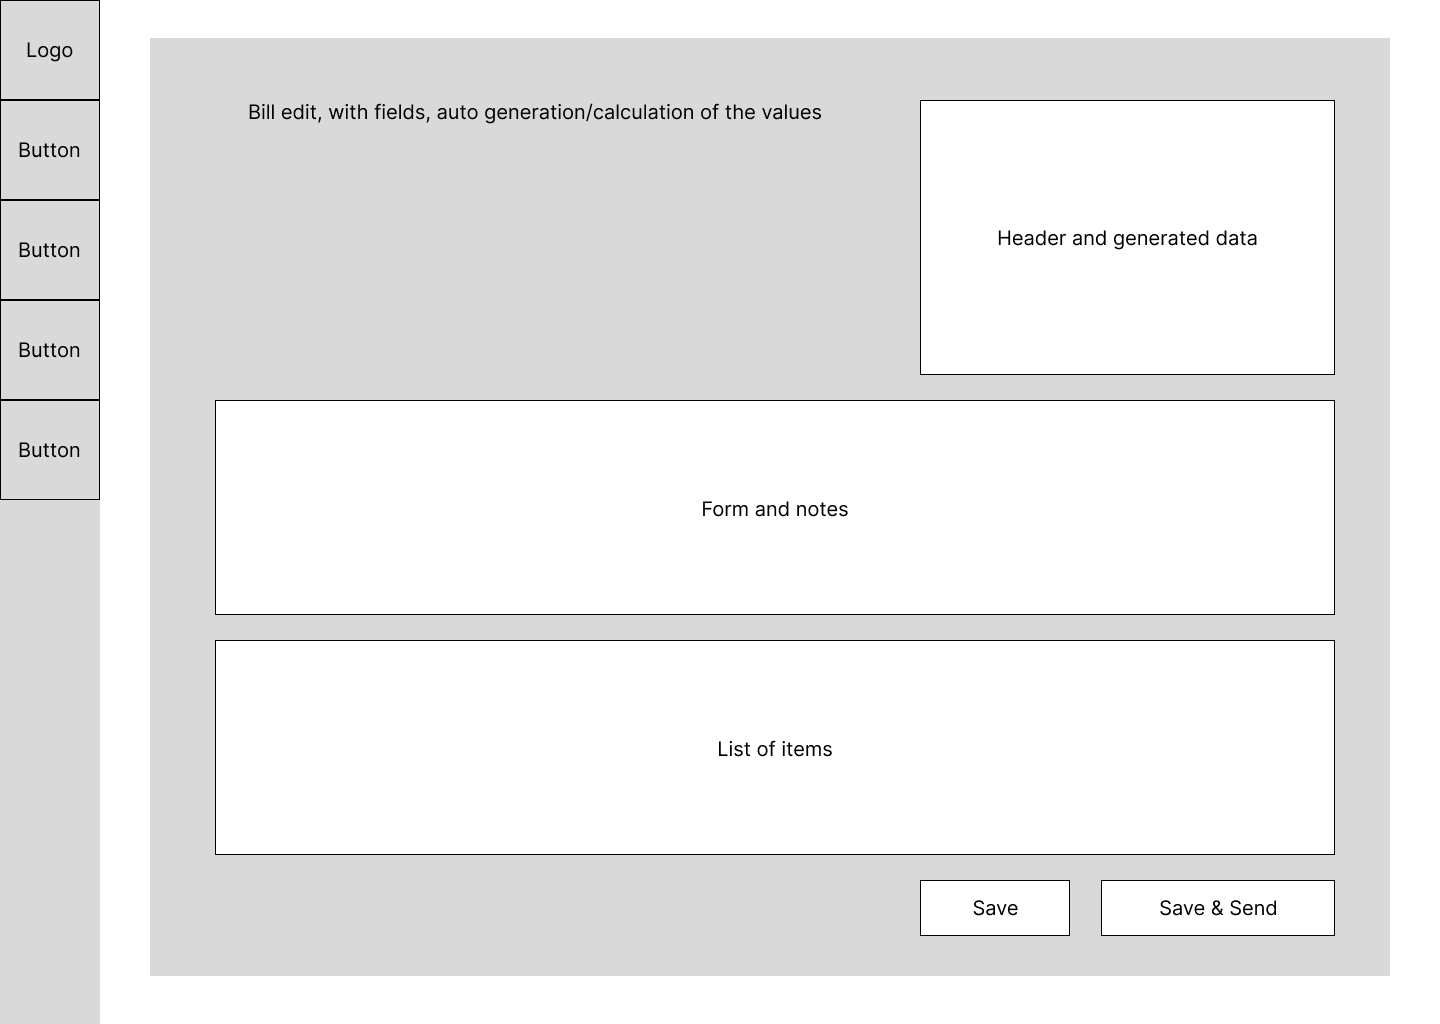 Logo
Button
Button
Button
Button
Bill edit, with fields, auto generation/calculation of the values
Header and generated data
Form and notes
List of items
Save
Save & Send